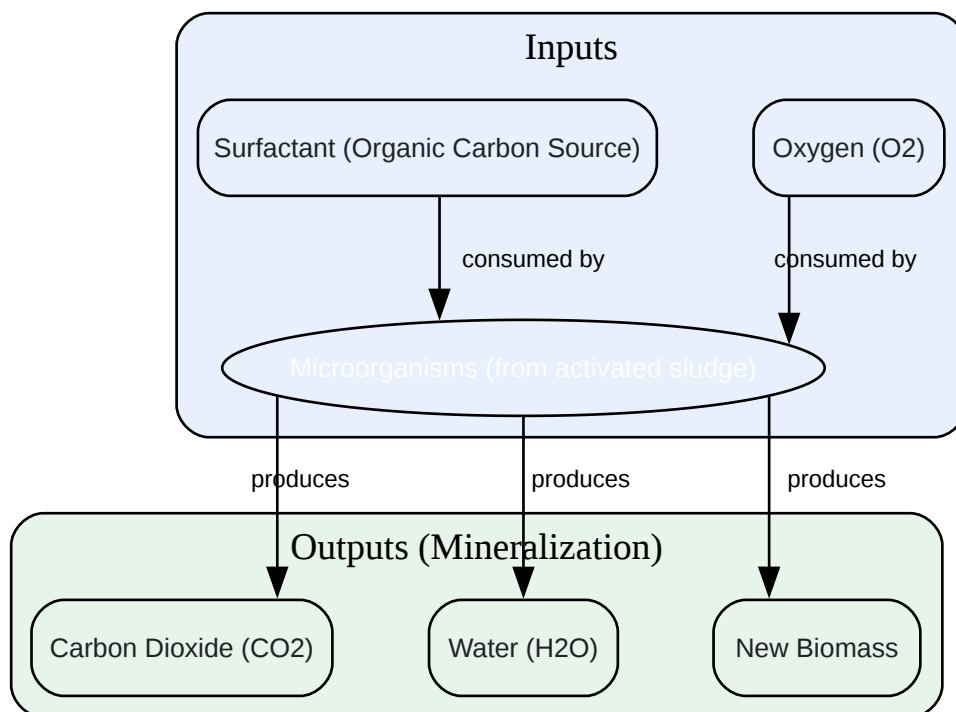 Inputs
Surfactant (Organic Carbon Source)
Oxygen (O2)
consumed by
consumed by
Microorganisms (from activated sludge)
produces
produces
produces
Outputs (Mineralization)
Carbon Dioxide (CO2)
Water (H2O)
New Biomass